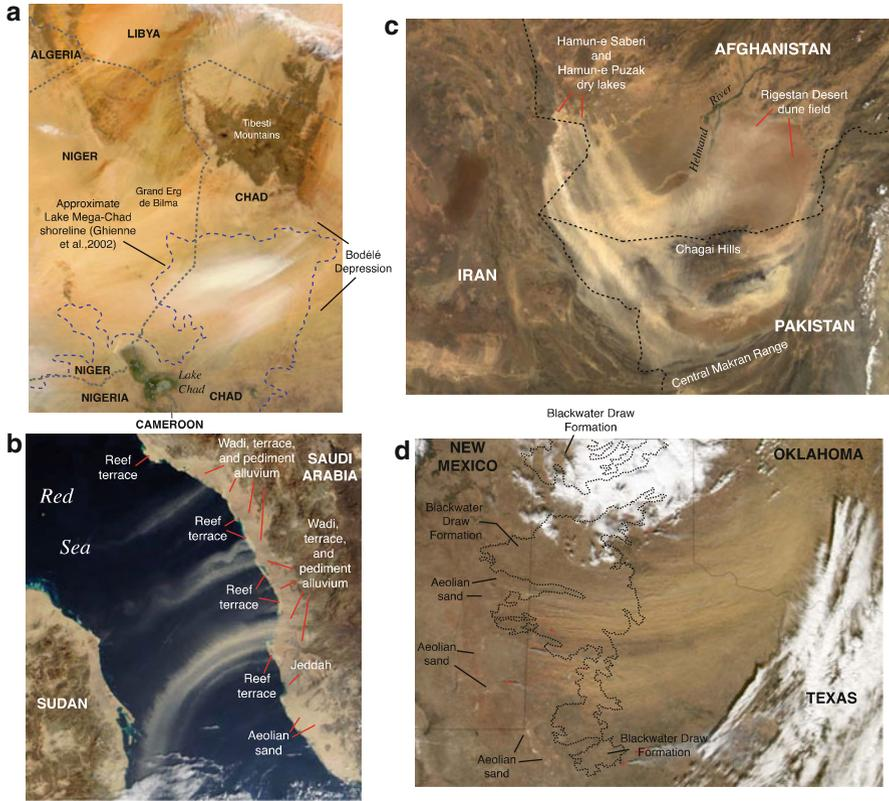 a
LIBYA
ALGERIA
Tibesti
Mountains
NIGER
Grand Erg
de Bilma
CHAD
Approximate
Lake Mega-Chad
shoreline (Ghienne
et al.,2002)
Bodélé
Depression
NIGER
Lake
Chad
NIGERIA
CHAD
CAMEROON
b
Reef
terrace
Wadi, terrace,
and pediment
alluvium
SAUDI
ARABIA
Red
Sea
Reef
terrace
Wadi,
terrace,
and
pediment
alluvium
Reef
terrace
Jeddah
Reef
terrace
SUDAN
Aeolian
sand
c
Hamun-e Saberi
and
Hamun-e Puzak
dry lakes
AFGHANISTAN
Helmand River
Rigestan Desert
dune field
Chagai Hills
IRAN
PAKISTAN
Central Makran Range
d
Blackwater Draw
Formation
NEW
MEXICO
OKLAHOMA
Blackwater
Draw
Formation
Aeolian
sand
Aeolian
sand
TEXAS
Blackwater Draw
Formation
Aeolian
sand